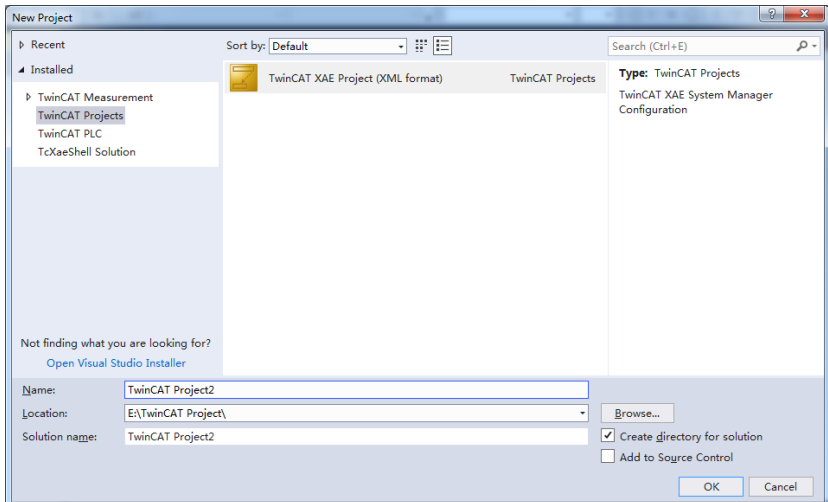 New Project
Recent
Installed
TwinCAT Measurement
TwinCAT Projects
TwinCAT PLC
TcXaeShell Solution
Not finding what you are looking for?
Open Visual Studio Installer
Sort by: Default
TwinCAT XAE Project (XML format) TwinCAT Projects
Search (Ctrl+E)
Type: TwinCAT Projects
TwinCAT XAE System Manager
Configuration
Name: TwinCAT Project2
Location: E:\TwinCAT Project\ Browse...
Solution name: TwinCAT Project2
Create directory for solution
Add to Source Control
OK Cancel